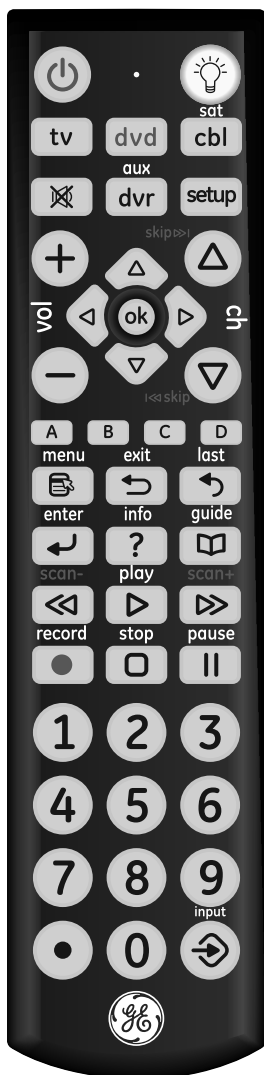 sat
tv dvd cbl
aux
dvr setup
skip
vol ok ch
skip
A B C D
menu exit last
enter info guide
?
scan- play scan+
record stop pause
1 2 3
4 5 6
7 8 9
input
0
GE